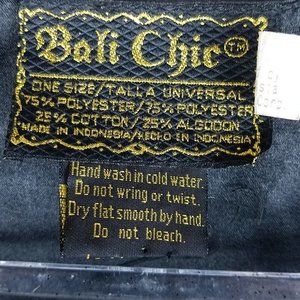 Bali Chic™
ONE SIZE/TALLA UNIVERSAL
75% POLYESTER/75% POLYESTER
25% COTTON/25% ALGODON
MADE IN INDONESIA/HECHO EN INDONESIA
Hand wash in cold water.
Do not wring or twist.
Dry flat smooth by hand.
Do not bleach.